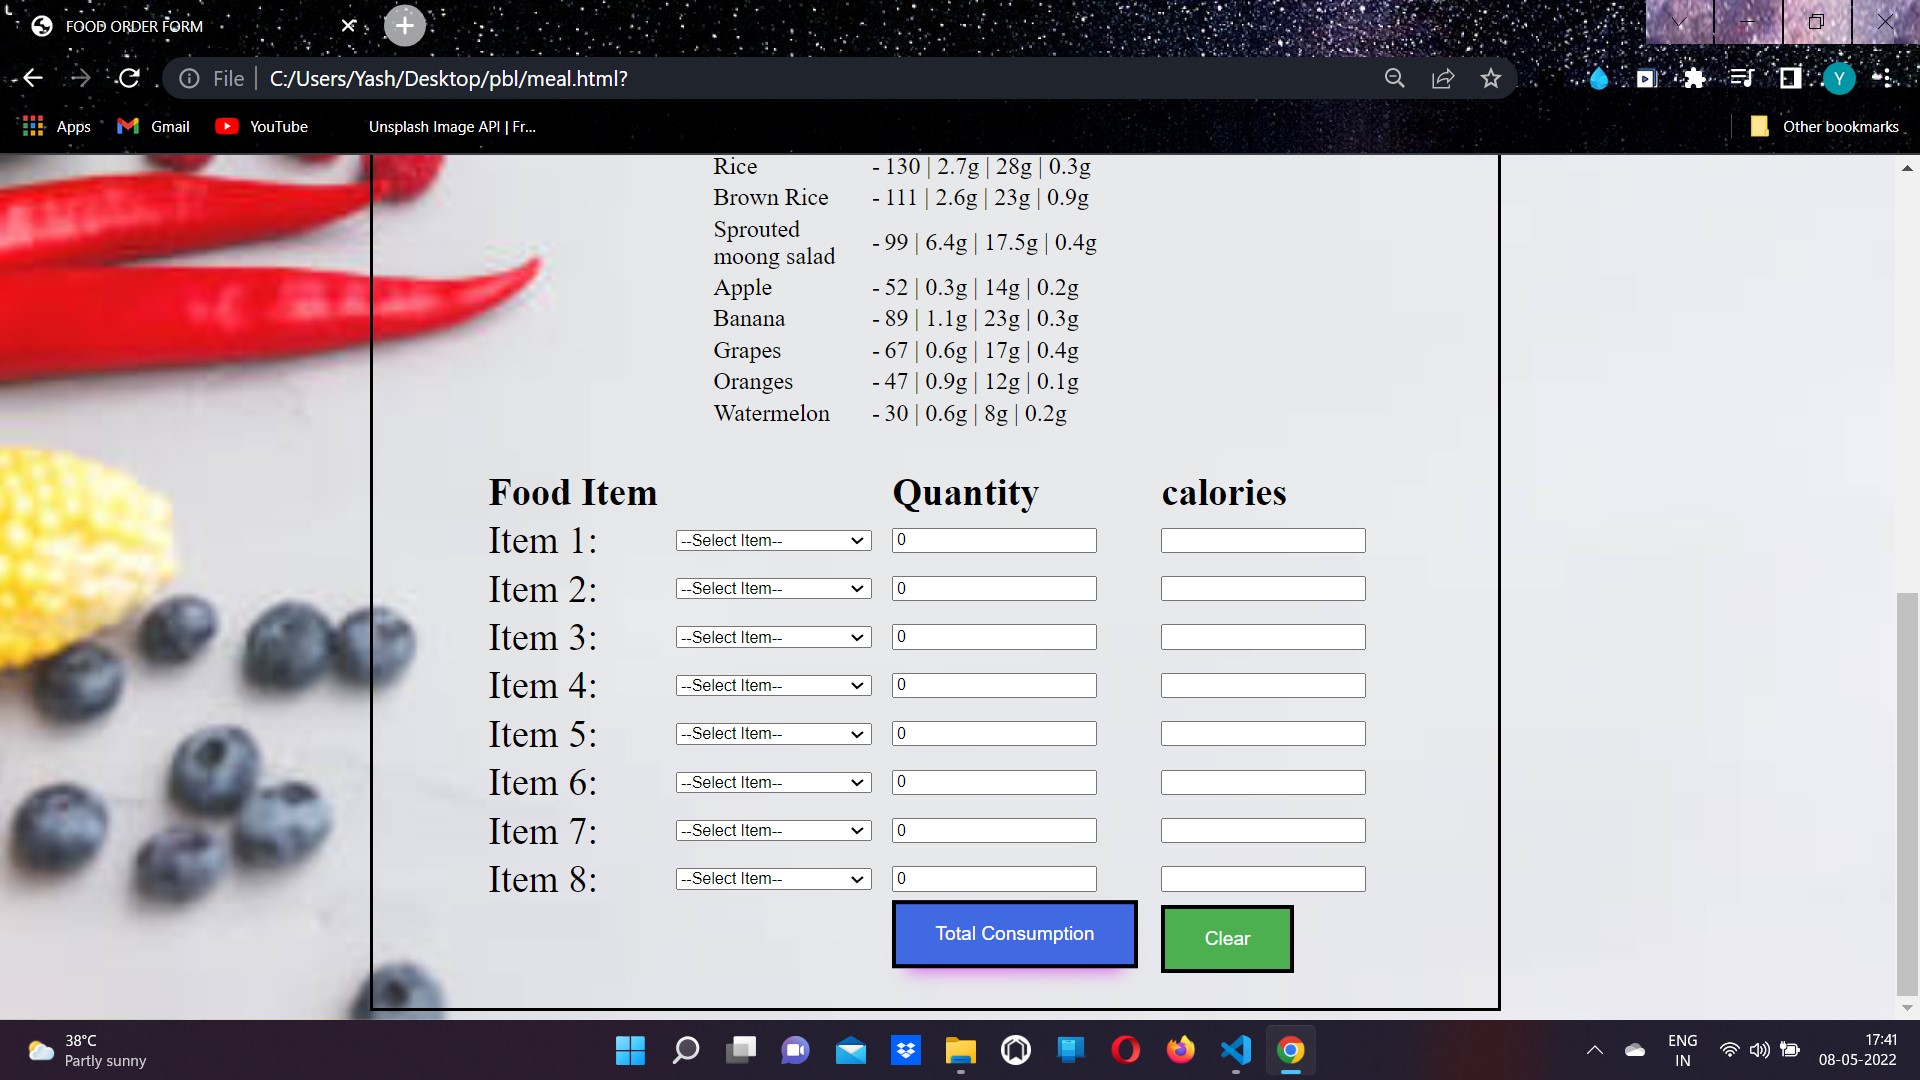 FOOD ORDER FORM
File | C:/Users/Yash/Desktop/pbl/meal.html?
Y
Apps Gmail YouTube Unsplash Image API | Fr... Other bookmarks
Rice - 130 | 2.7g | 28g | 0.3g
Brown Rice - 111 | 2.6g | 23g | 0.9g
Sprouted
moong salad - 99 | 6.4g | 17.5g | 0.4g
Apple - 52 | 0.3g | 14g | 0.2g
Banana - 89 | 1.1g | 23g | 0.3g
Grapes - 67 | 0.6g | 17g | 0.4g
Oranges - 47 | 0.9g | 12g | 0.1g
Watermelon - 30 | 0.6g | 8g | 0.2g
Food Item Quantity calories
Item 1: --Select Item-- 0
Item 2: --Select Item-- 0
Item 3: --Select Item-- 0
Item 4: --Select Item-- 0
Item 5: --Select Item-- 0
Item 6: --Select Item-- 0
Item 7: --Select Item-- 0
Item 8: --Select Item-- 0
Total Consumption Clear
38°C
Partly sunny
ENG
IN
17:41
08-05-2022